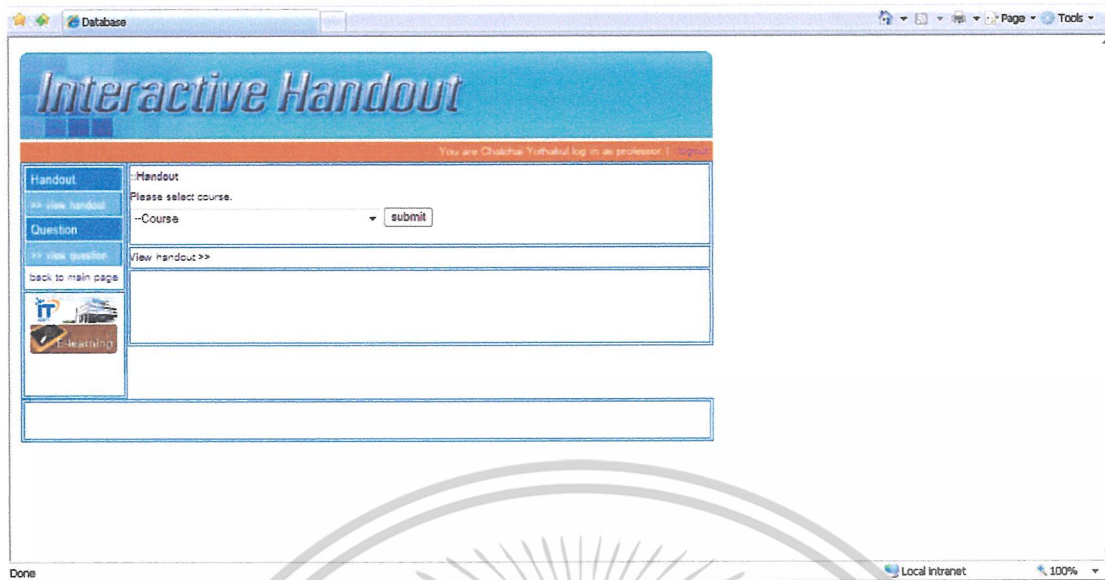 Database
Page
Tools
Interactive Handout
You are Chatchai Yothakul log in as professor | logout
Handout
>> view handout
Question
>> view question
back to main page
IT
E-learning
::Handout
Please select course.
--Course
submit
View handout >>
Done
Local intranet
100%